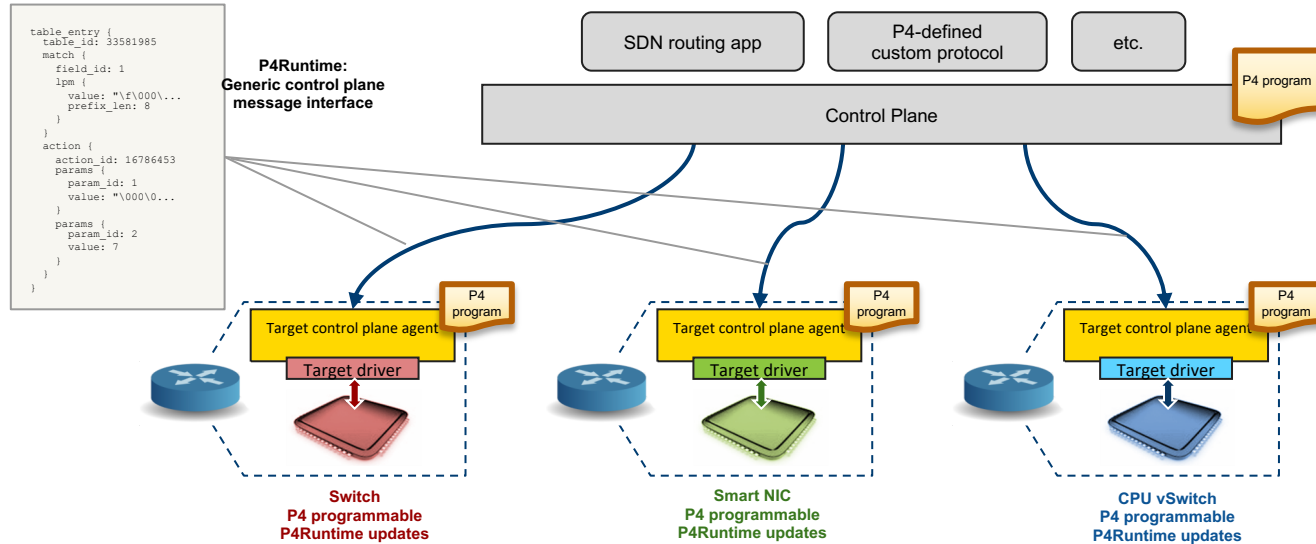 table_entry {
table_id: 33581985
match {
field_id: 1
lpm {
value: "\f\000\...
prefix_len: 8
}
}
action {
action_id: 16786453
params {
param_id: 1
value: "\000\0...
}
params {
param_id: 2
value: 7
}
}
}
P4Runtime:
Generic control plane
message interface
SDN routing app
P4-defined
custom protocol
etc.
P4 program
Control Plane
P4
program
Target control plane agent
Target driver
Switch
P4 programmable
P4Runtime updates
P4
program
Target control plane agent
Target driver
Smart NIC
P4 programmable
P4Runtime updates
P4
program
Target control plane agent
Target driver
CPU vSwitch
P4 programmable
P4Runtime updates